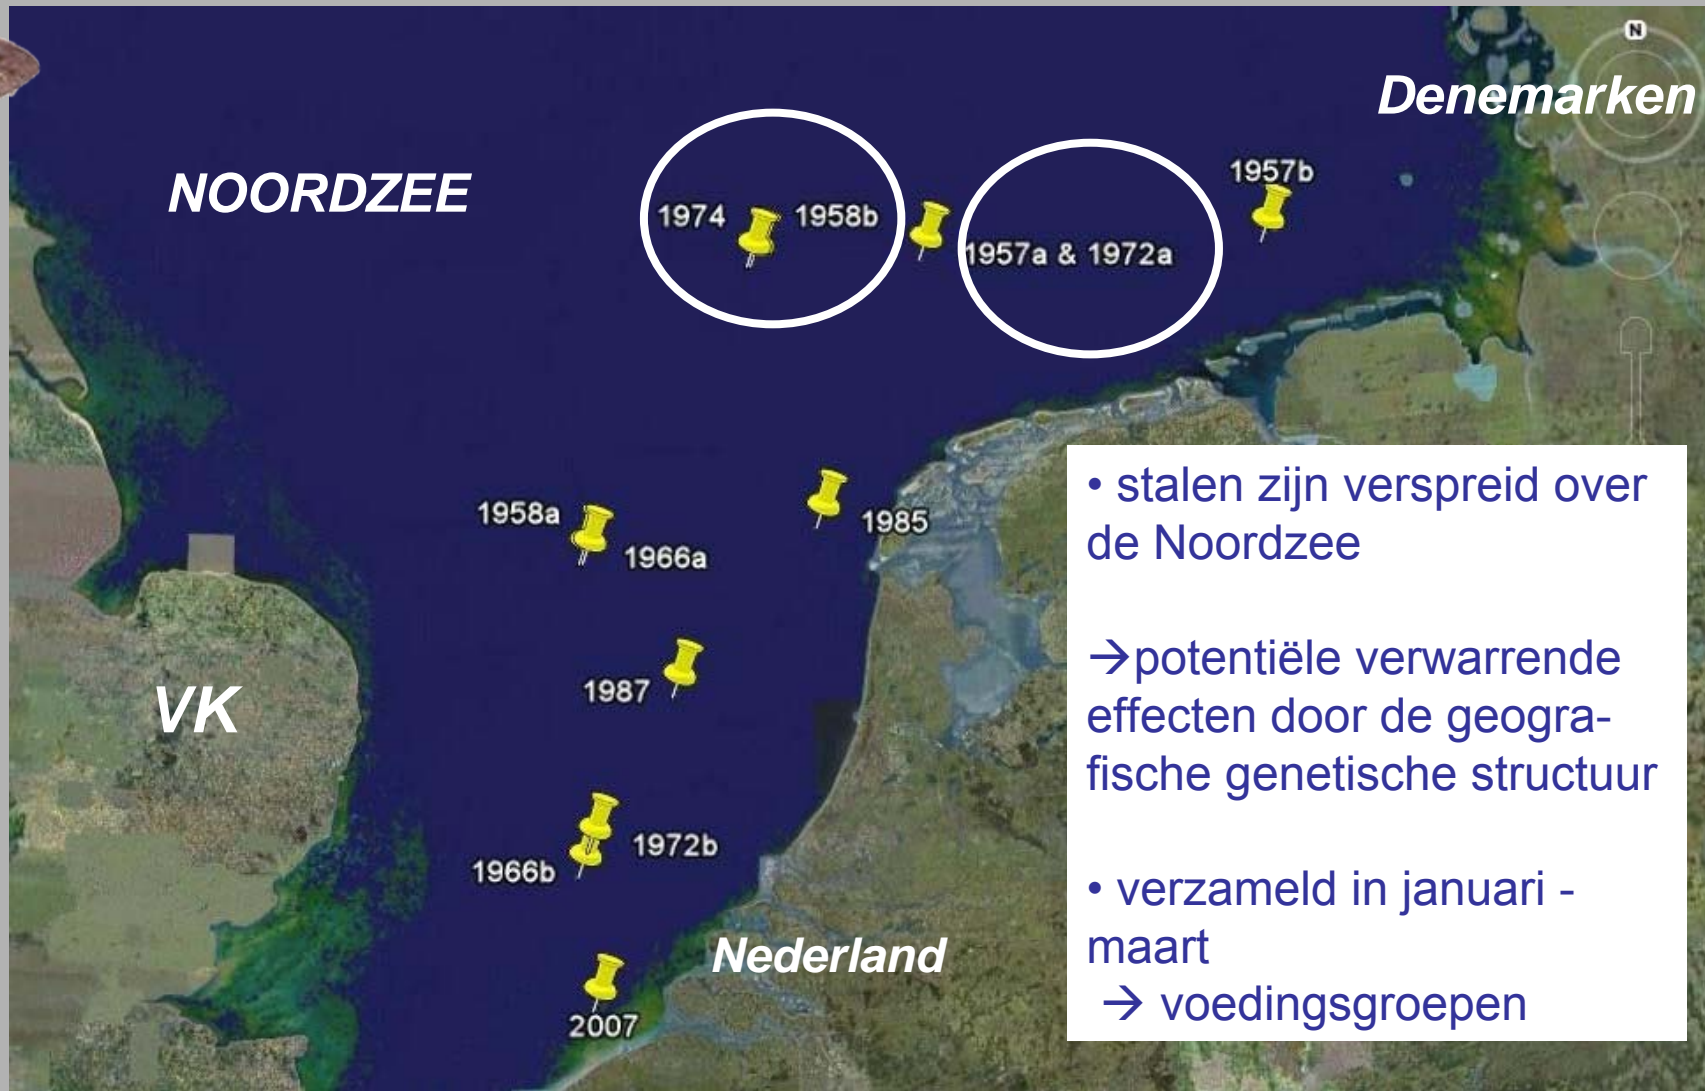 N
Denemarken
NOORDZEE
1957b
1974 1958b
1957a & 1972a
1958a
1985
1966a
1987
VK
1972b
1966b
Nederland
2007
• stalen zijn verspreid over
de Noordzee
→potentiële verwarrende
effecten door de geogra-
fische genetische structuur
• verzameld in januari -
maart
→ voedingsgroepen